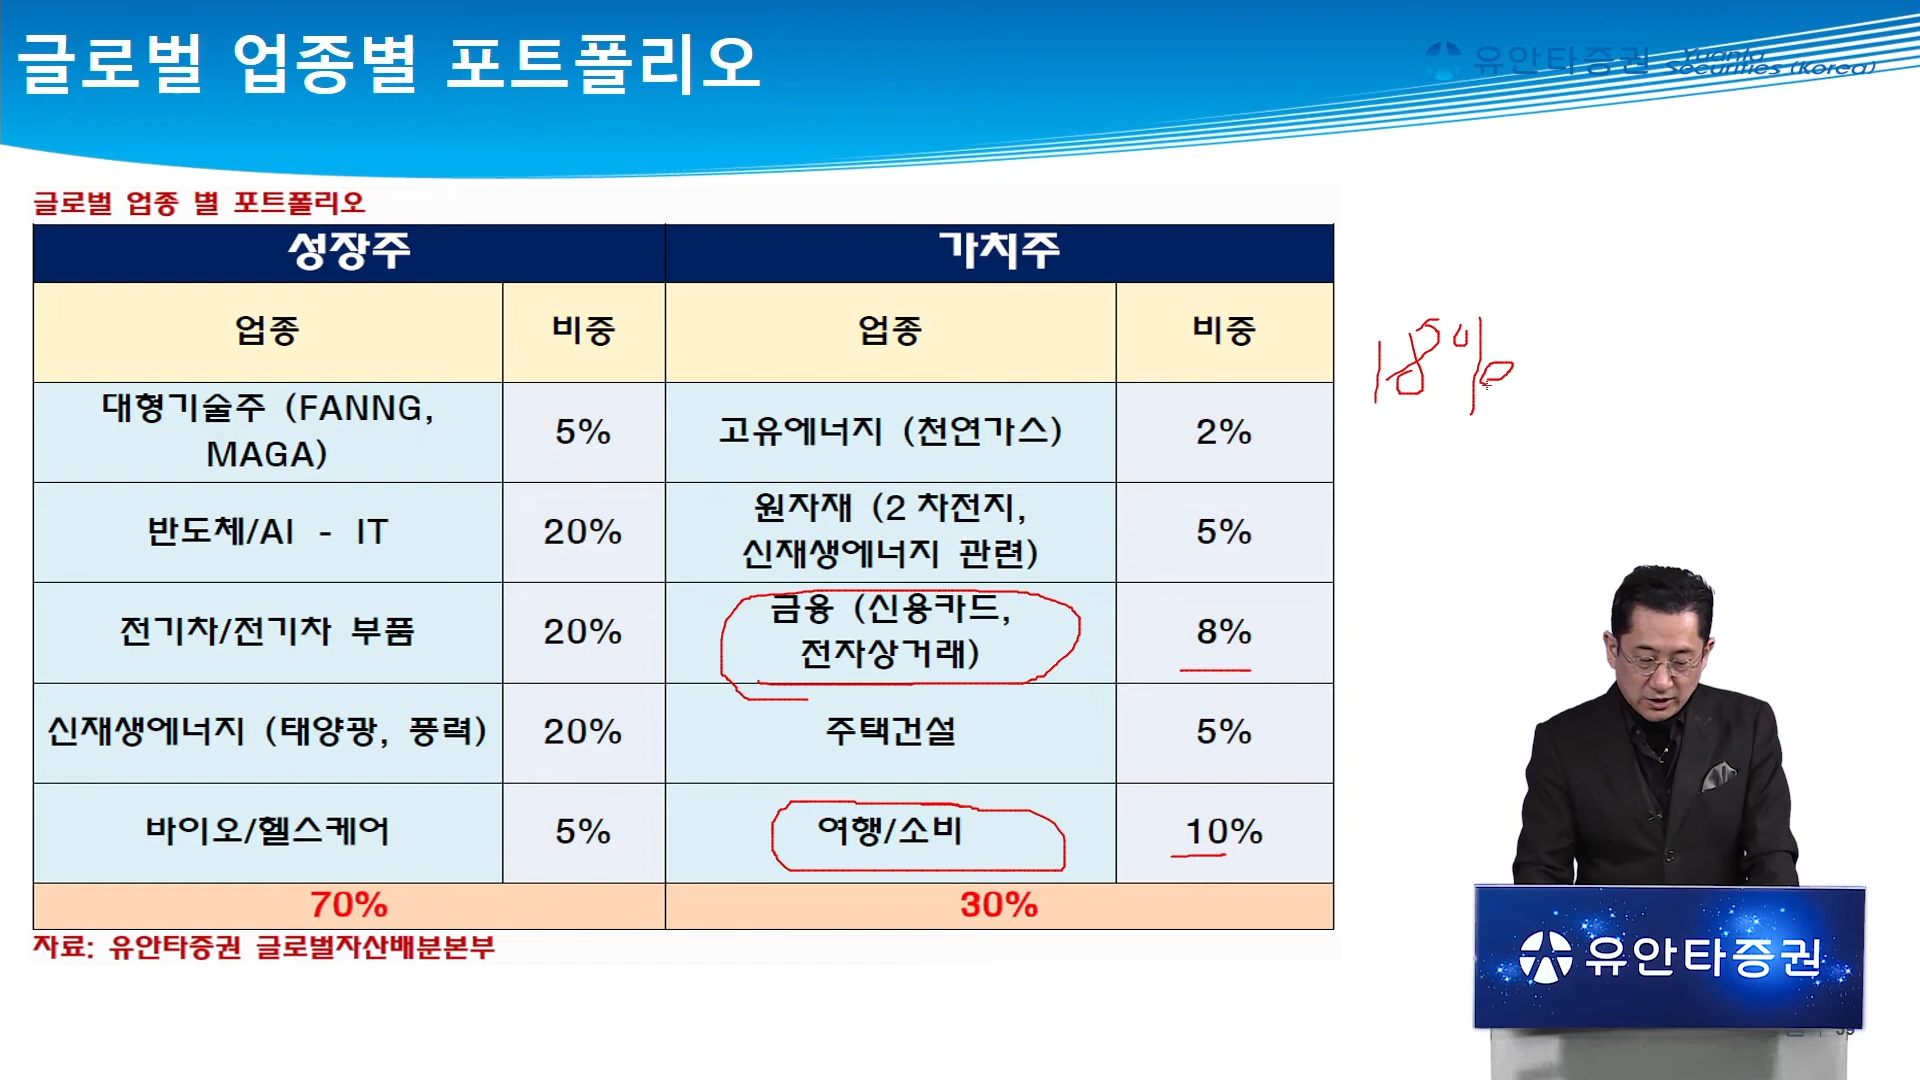 글로벌 업종별 포트폴리오
유안타증권 Yuanta Securities (Korea)
글로벌 업종 별 포트폴리오
성장주 가치주
업종 비중 업종 비중
대형기술주 (FANNG,
MAGA)
5%
고유에너지 (천연가스)
2%
반도체/AI - IT
20%
원자재 (2차전지,
신재생에너지 관련)
5%
전기차/전기차 부품
20%
금융 (신용카드,
전자상거래)
8%
신재생에너지 (태양광, 풍력)
20%
주택건설
5%
바이오/헬스케어
5%
여행/소비
10%
70% 30%
자료: 유안타증권 글로벌자산배분본부
18%
유안타증권